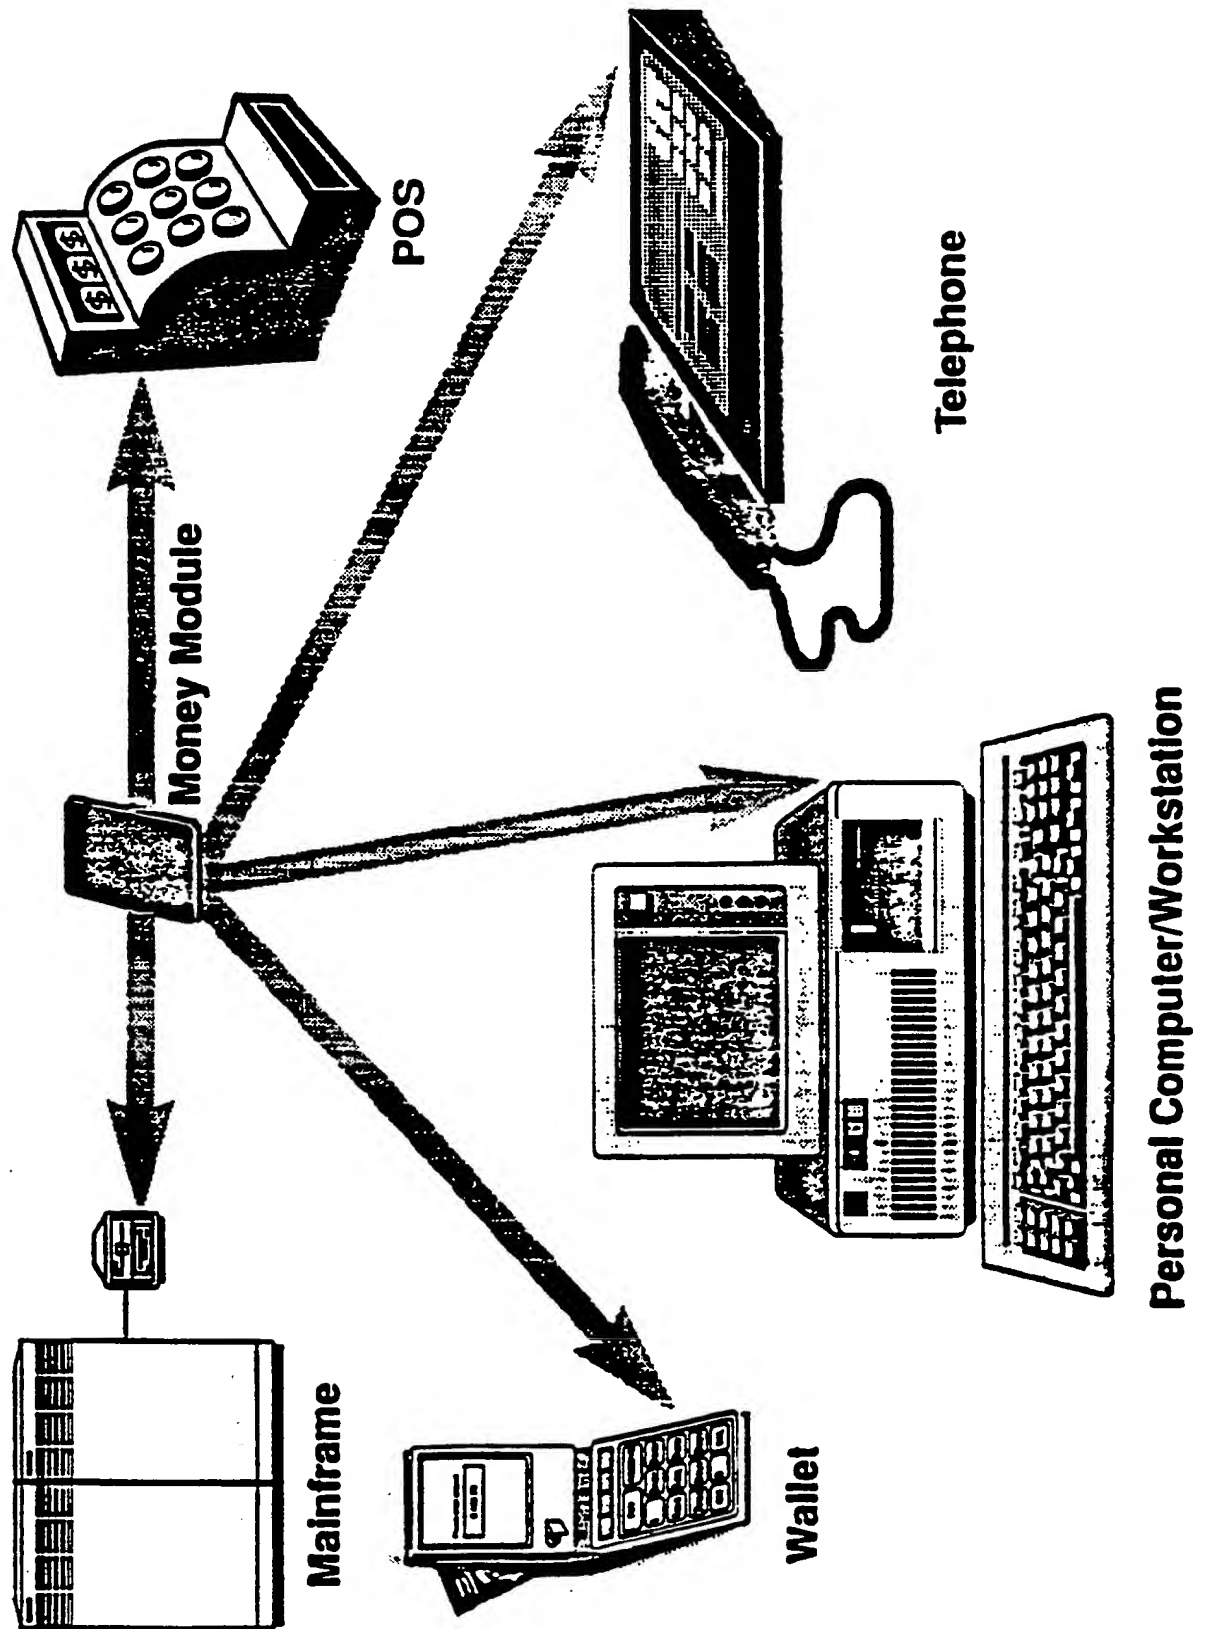 Mainframe
Money Module
$ $ $
POS
Wallet
Personal Computer/Workstation
Telephone